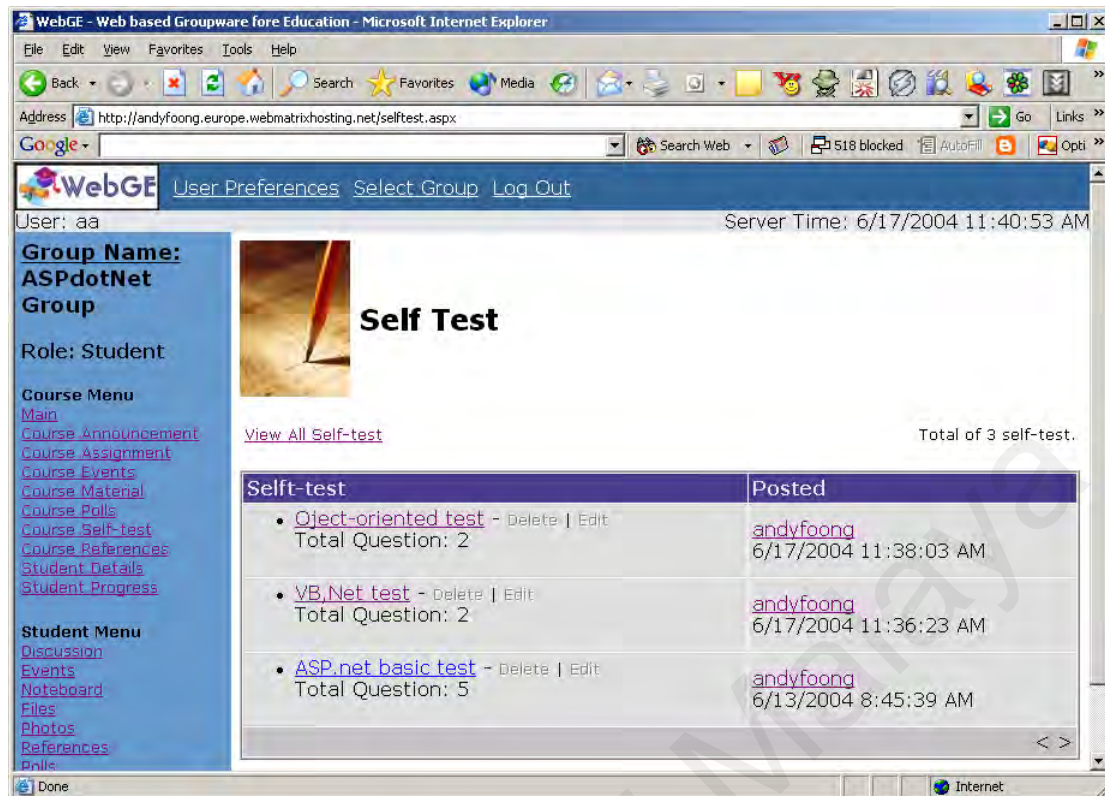 WebGE - Web based Groupware fore Education - Microsoft Internet Explorer
File Edit View Favorites Tools Help
Back Search Favorites Media
Address http://andyfoong.europe.webmatrixhosting.net/selftest.aspx Go Links
Google Search Web 518 blocked AutoFill Opti
WebGE User Preferences Select Group Log Out
User: aa Server Time: 6/17/2004 11:40:53 AM
Group Name:
ASPdotNet
Group
Role: Student
Course Menu
Main
Course Announcement
Course Assignment
Course Events
Course Material
Course Polls
Course Self-test
Course References
Student Details
Student Progress
Student Menu
Discussion
Events
Noteboard
Files
Photos
References
Polls
Self Test
View All Self-test Total of 3 self-test.
Selft-test Posted
Oject-oriented test - Delete | Edit
Total Question: 2
andyfoong
6/17/2004 11:38:03 AM
VB,Net test - Delete | Edit
Total Question: 2
andyfoong
6/17/2004 11:36:23 AM
ASP.net basic test - Delete | Edit
Total Question: 5
andyfoong
6/13/2004 8:45:39 AM
< >
Done Internet
Malaya